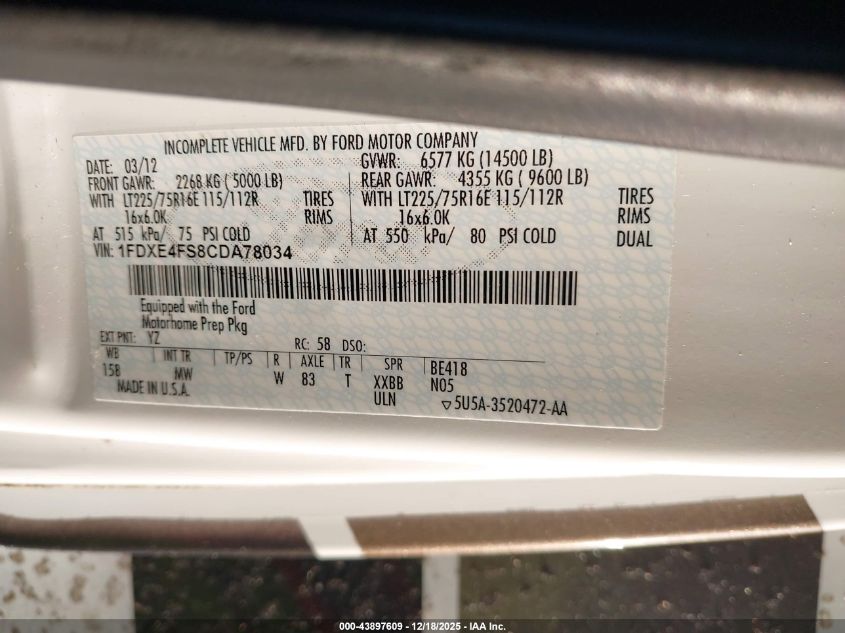 INCOMPLETE VEHICLE MFD. BY FORD MOTOR COMPANY
DATE: 03/12 GVWR: 6577 KG (14500 LB)
FRONT GAWR: 2268 KG ( 5000 LB) REAR GAWR: 4355 KG ( 9600 LB)
WITH LT225/75R16E 115/112R TIRES WITH LT225/75R16E 115/112R TIRES
16x6.0K RIMS 16x6.0K RIMS
AT 515 kPa/ 75 PSI COLD AT 550 kPa/ 80 PSI COLD DUAL
VIN: 1FDXE4FS8CDA78034
Equipped with the Ford
Motorhome Prep Pkg
EXT PNT: YZ RC: 58 DSO:
WB INT TR TP/PS R AXLE TR SPR BE418
158 MW W 83 T XXBB N05
MADE IN U.S.A. ULN ▽5U5A-3520472-AA
000-43897609 - 12/18/2025 - IAA Inc.